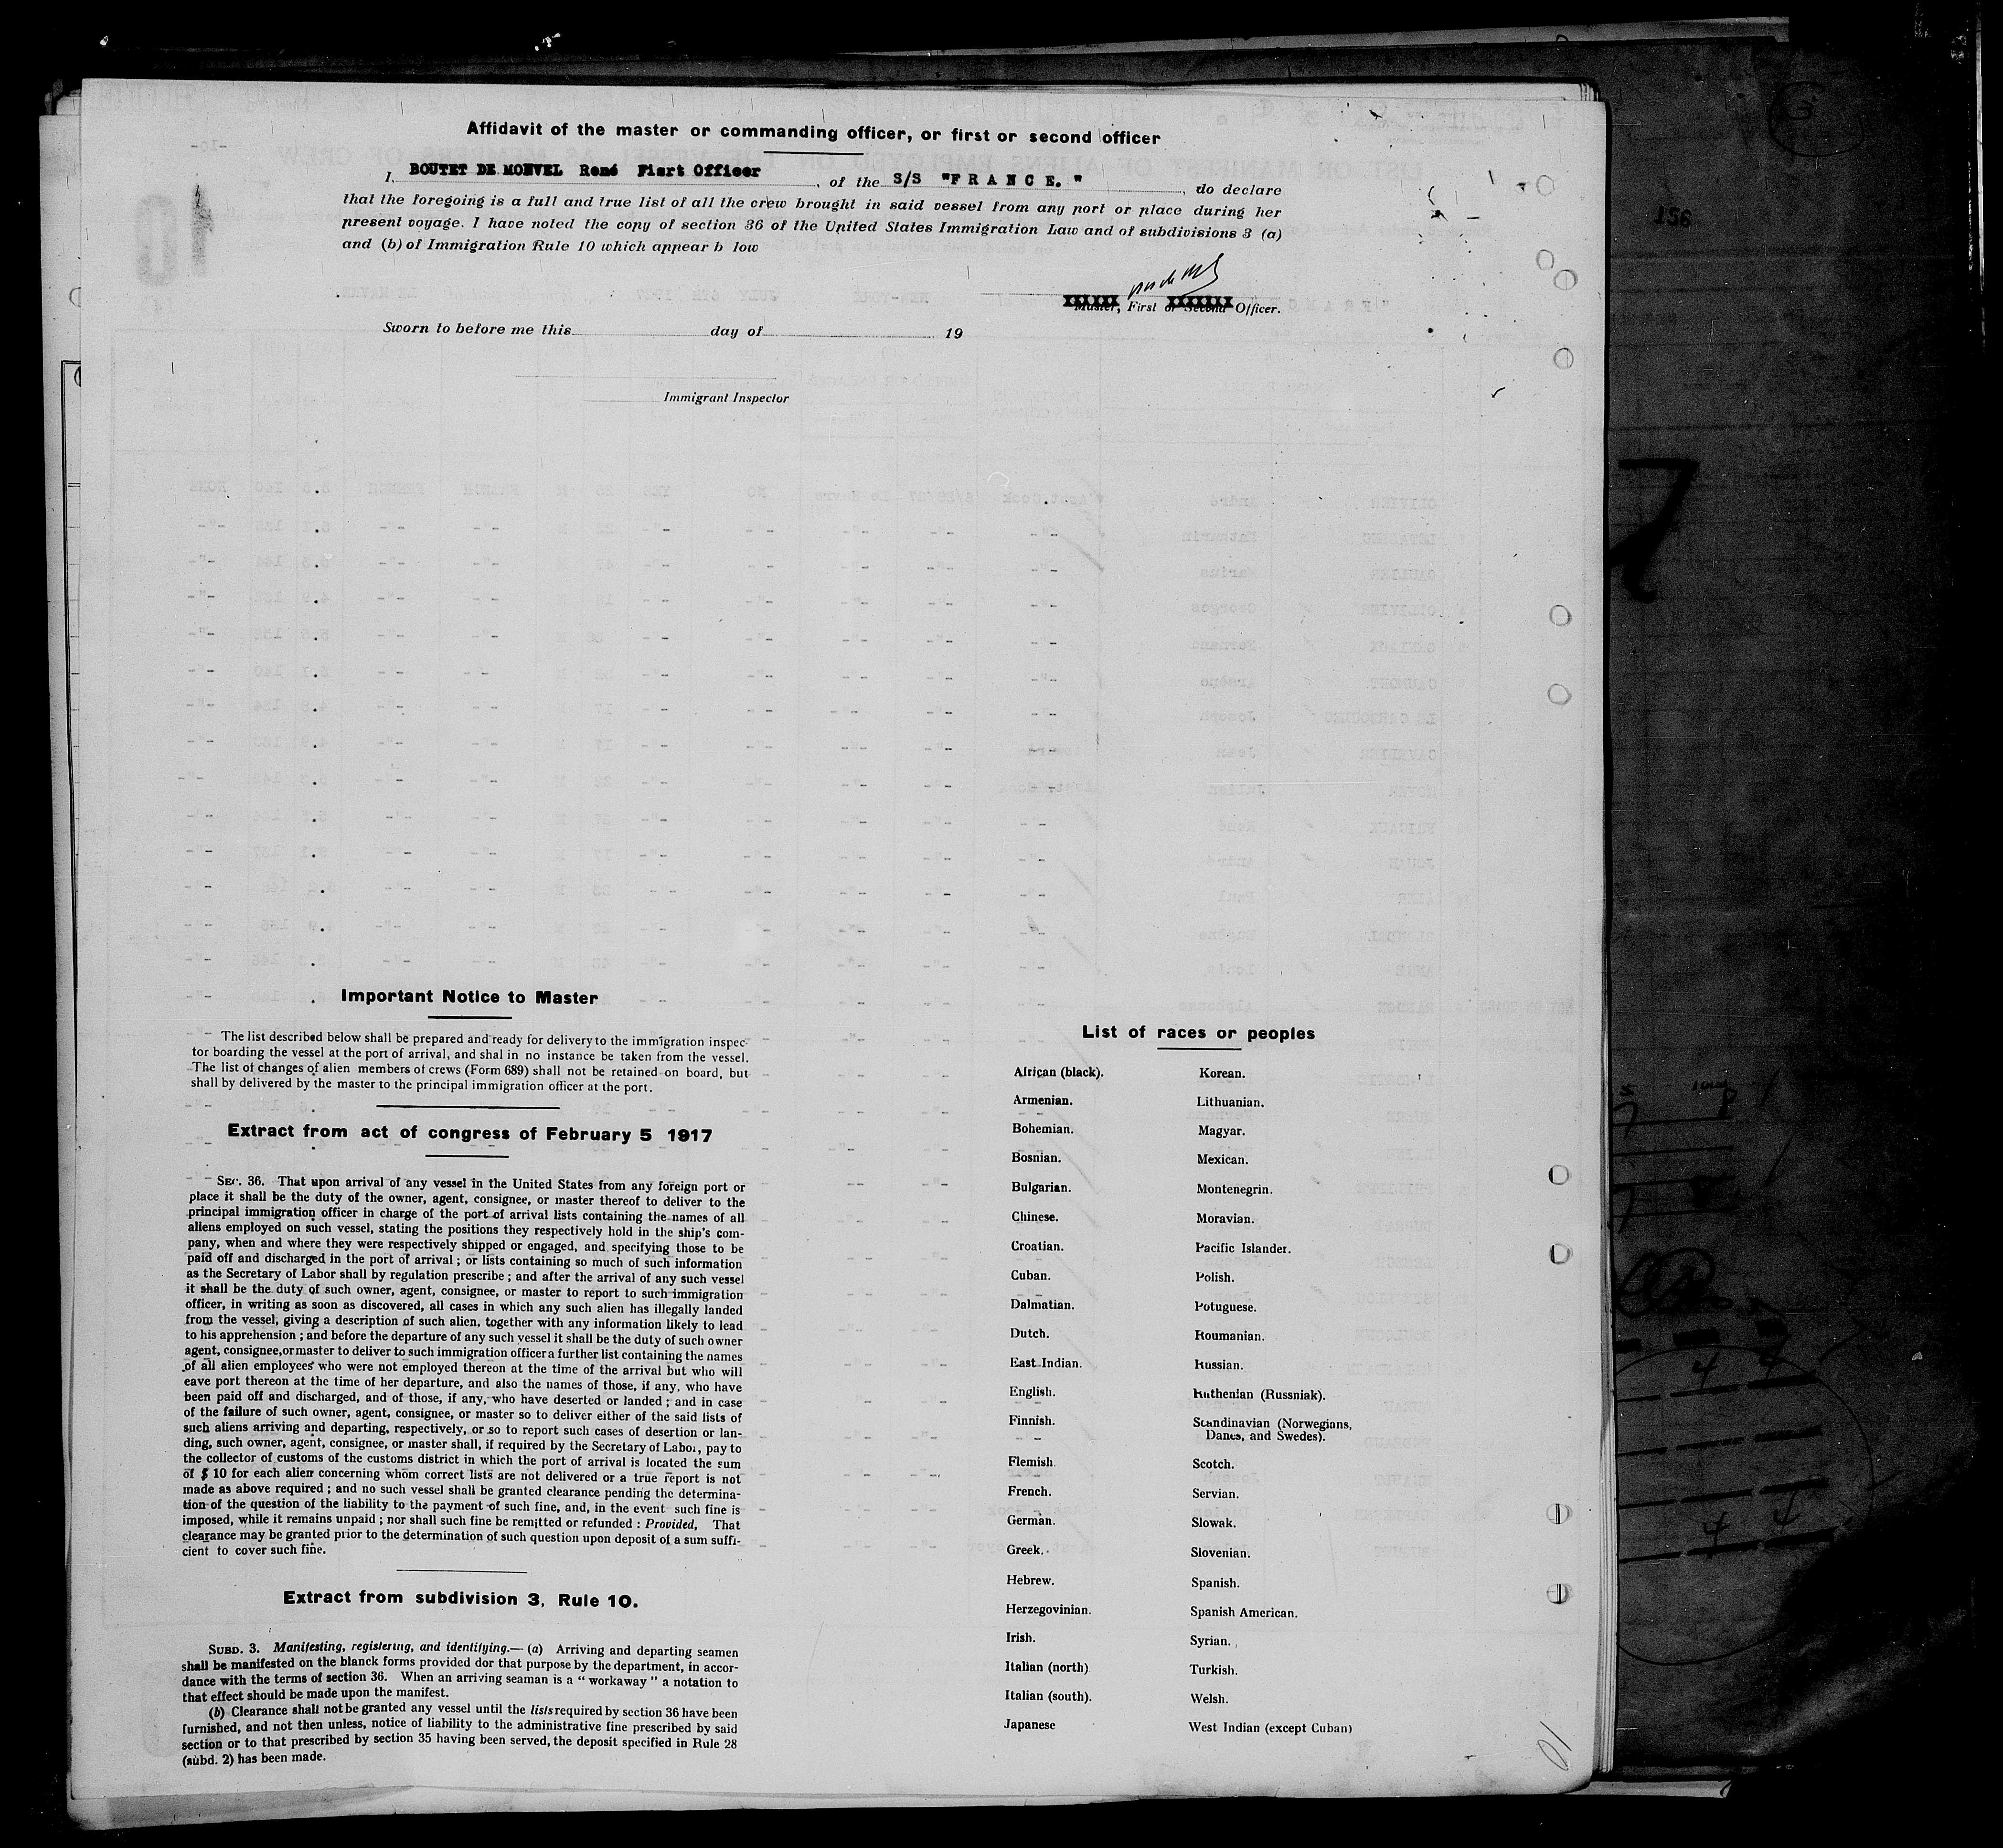 Affidavit of the master or commanding officer, or first or second officer
I, BOUTET DE MONVEL René Fisrt Officer, of the S/S "F R A N C E. ", do declare
that the foregoing is a full and true list of all the crew brought in said vessel from any port or place during her
present voyage. I have noted the copy of section 36 of the United States Immigration Law and of subdivisions 3 (a)
and (b) of Immigration Rule 10 which appear b low
Master, First or Second Officer.
Sworn to before me this day of 19
Immigrant Inspector
Important Notice to Master
The list described below shall be prepared and ready for delivery to the immigration inspec-
tor boarding the vessel at the port of arrival, and shal in no instance be taken from the vessel.
The list of changes of alien members of crews (Form 689) shall not be retained on board, but
shall by delivered by the master to the principal immigration officer at the port.
Extract from act of congress of February 5 1917
SEC. 36. That upon arrival of any vessel in the United States from any foreign port or
place it shall be the duty of the owner, agent, consignee, or master thereof to deliver to the
principal immigration officer in charge of the port of arrival lists containing the names of all
aliens employed on such vessel, stating the positions they respectively hold in the ship's com-
pany, when and where they were respectively shipped or engaged, and specifying those to be
paid off and discharged in the port of arrival ; or lists containing so much of such information
as the Secretary of Labor shall by regulation prescribe ; and after the arrival of any such vessel
it shall be the duty of such owner, agent, consignee, or master to report to such immigration
officer, in writing as soon as discovered, all cases in which any such alien has illegally landed
from the vessel, giving a description of such alien, together with any information likely to lead
to his apprehension ; and before the departure of any such vessel it shall be the duty of such owner
agent, consignee, or master to deliver to such immigration officer a further list containing the names
of all alien employees who were not employed thereon at the time of the arrival but who will
eave port thereon at the time of her departure, and also the names of those, if any, who have
been paid off and discharged, and of those, if any, who have deserted or landed ; and in case
of the failure of such owner, agent, consignee, or master so to deliver either of the said lists of
such aliens arriving and departing, respectively, or so to report such cases of desertion or lan-
ding, such owner, agent, consignee, or master shall, if required by the Secretary of Labor, pay to
the collector of customs of the customs district in which the port of arrival is located the sum
of $ 10 for each alien concerning whom correct lists are not delivered or a true report is not
made as above required ; and no such vessel shall be granted clearance pending the determina-
tion of the question of the liability to the payment of such fine, and, in the event such fine is
imposed, while it remains unpaid ; nor shall such fine be remitted or refunded : Provided, That
clearance may be granted prior to the determination of such question upon deposit of a sum suffi-
cient to cover such fine.
Extract from subdivision 3, Rule 10.
SUBD. 3. Manifesting, registering, and identifying.— (a) Arriving and departing seamen
shall be manifested on the blanck forms provided dor that purpose by the department, in accor-
dance with the terms of section 36. When an arriving seaman is a " workaway " a notation to
that effect should be made upon the manifest.
(b) Clearance shall not be granted any vessel until the lists required by section 36 have been
furnished, and not then unless, notice of liability to the administrative fine prescribed by said
section or to that prescribed by section 35 having been served, the deposit specified in Rule 28
(subd. 2) has been made.
List of races or peoples
African (black).
Armenian.
Bohemian.
Bosnian.
Bulgarian.
Chinese.
Croatian.
Cuban.
Dalmatian.
Dutch.
East Indian.
English.
Finnish.
Flemish
French.
German.
Greek.
Hebrew.
Herzegovinian.
Irish.
Italian (north)
Italian (south).
Japanese
Korean.
Lithuanian.
Magyar.
Mexican.
Montenegrin.
Moravian.
Pacific Islander.
Polish.
Potuguese.
Roumanian.
Russian.
Ruthenian (Russniak).
Scandinavian (Norwegians,
Danes, and Swedes).
Scotch.
Servian.
Slowak.
Slovenian.
Spanish.
Spanish American.
Syrian.
Turkish.
Welsh.
West Indian (except Cuban)
156
7
10